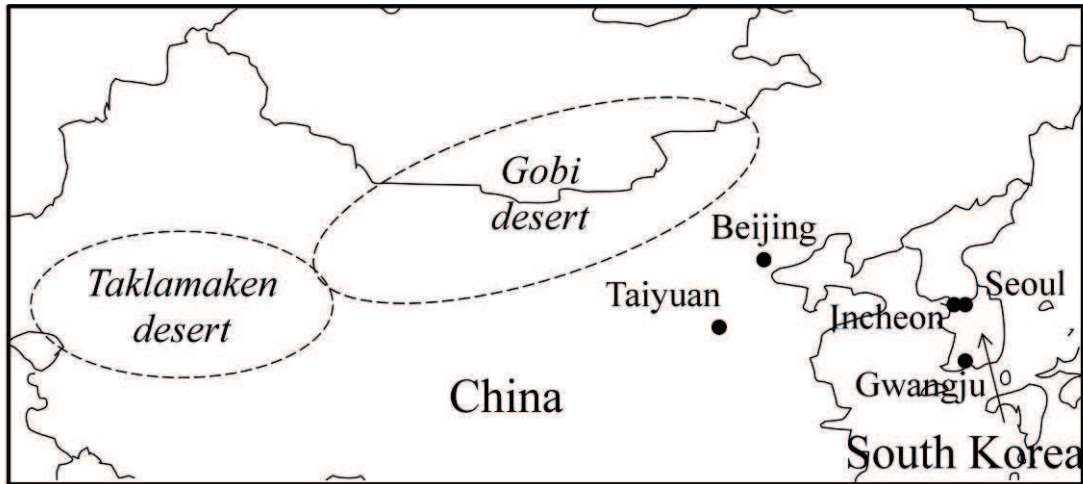 Gobi
desert
Beijing
Taklamaken
desert
Seoul
Taiyuan
Incheon
Gwangju
China
South Korea